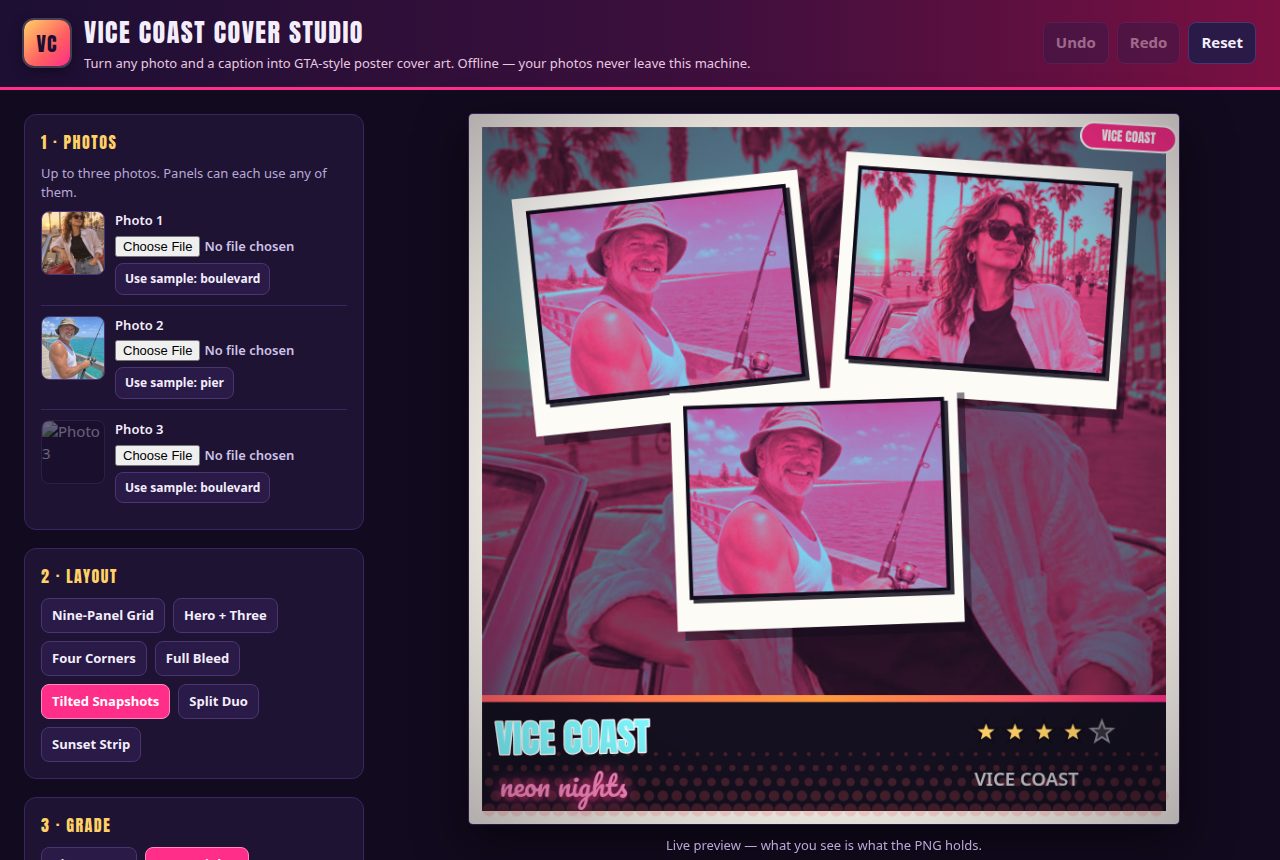 VC
VICE COAST COVER STUDIO
Turn any photo and a caption into GTA-style poster cover art. Offline — your photos never leave this machine.
Undo
Redo
Reset
1 · PHOTOS
Up to three photos. Panels can each use any of
them.
Photo 1
Choose File No file chosen
Use sample: boulevard
Photo 2
Choose File No file chosen
Use sample: pier
Photo 3
Photo
3
Choose File No file chosen
Use sample: boulevard
2 · LAYOUT
Nine-Panel Grid
Hero + Three
Four Corners
Full Bleed
Tilted Snapshots
Split Duo
Sunset Strip
3 · GRADE
VICE COAST
VICE COAST
neon nights
VICE COAST
Live preview — what you see is what the PNG holds.